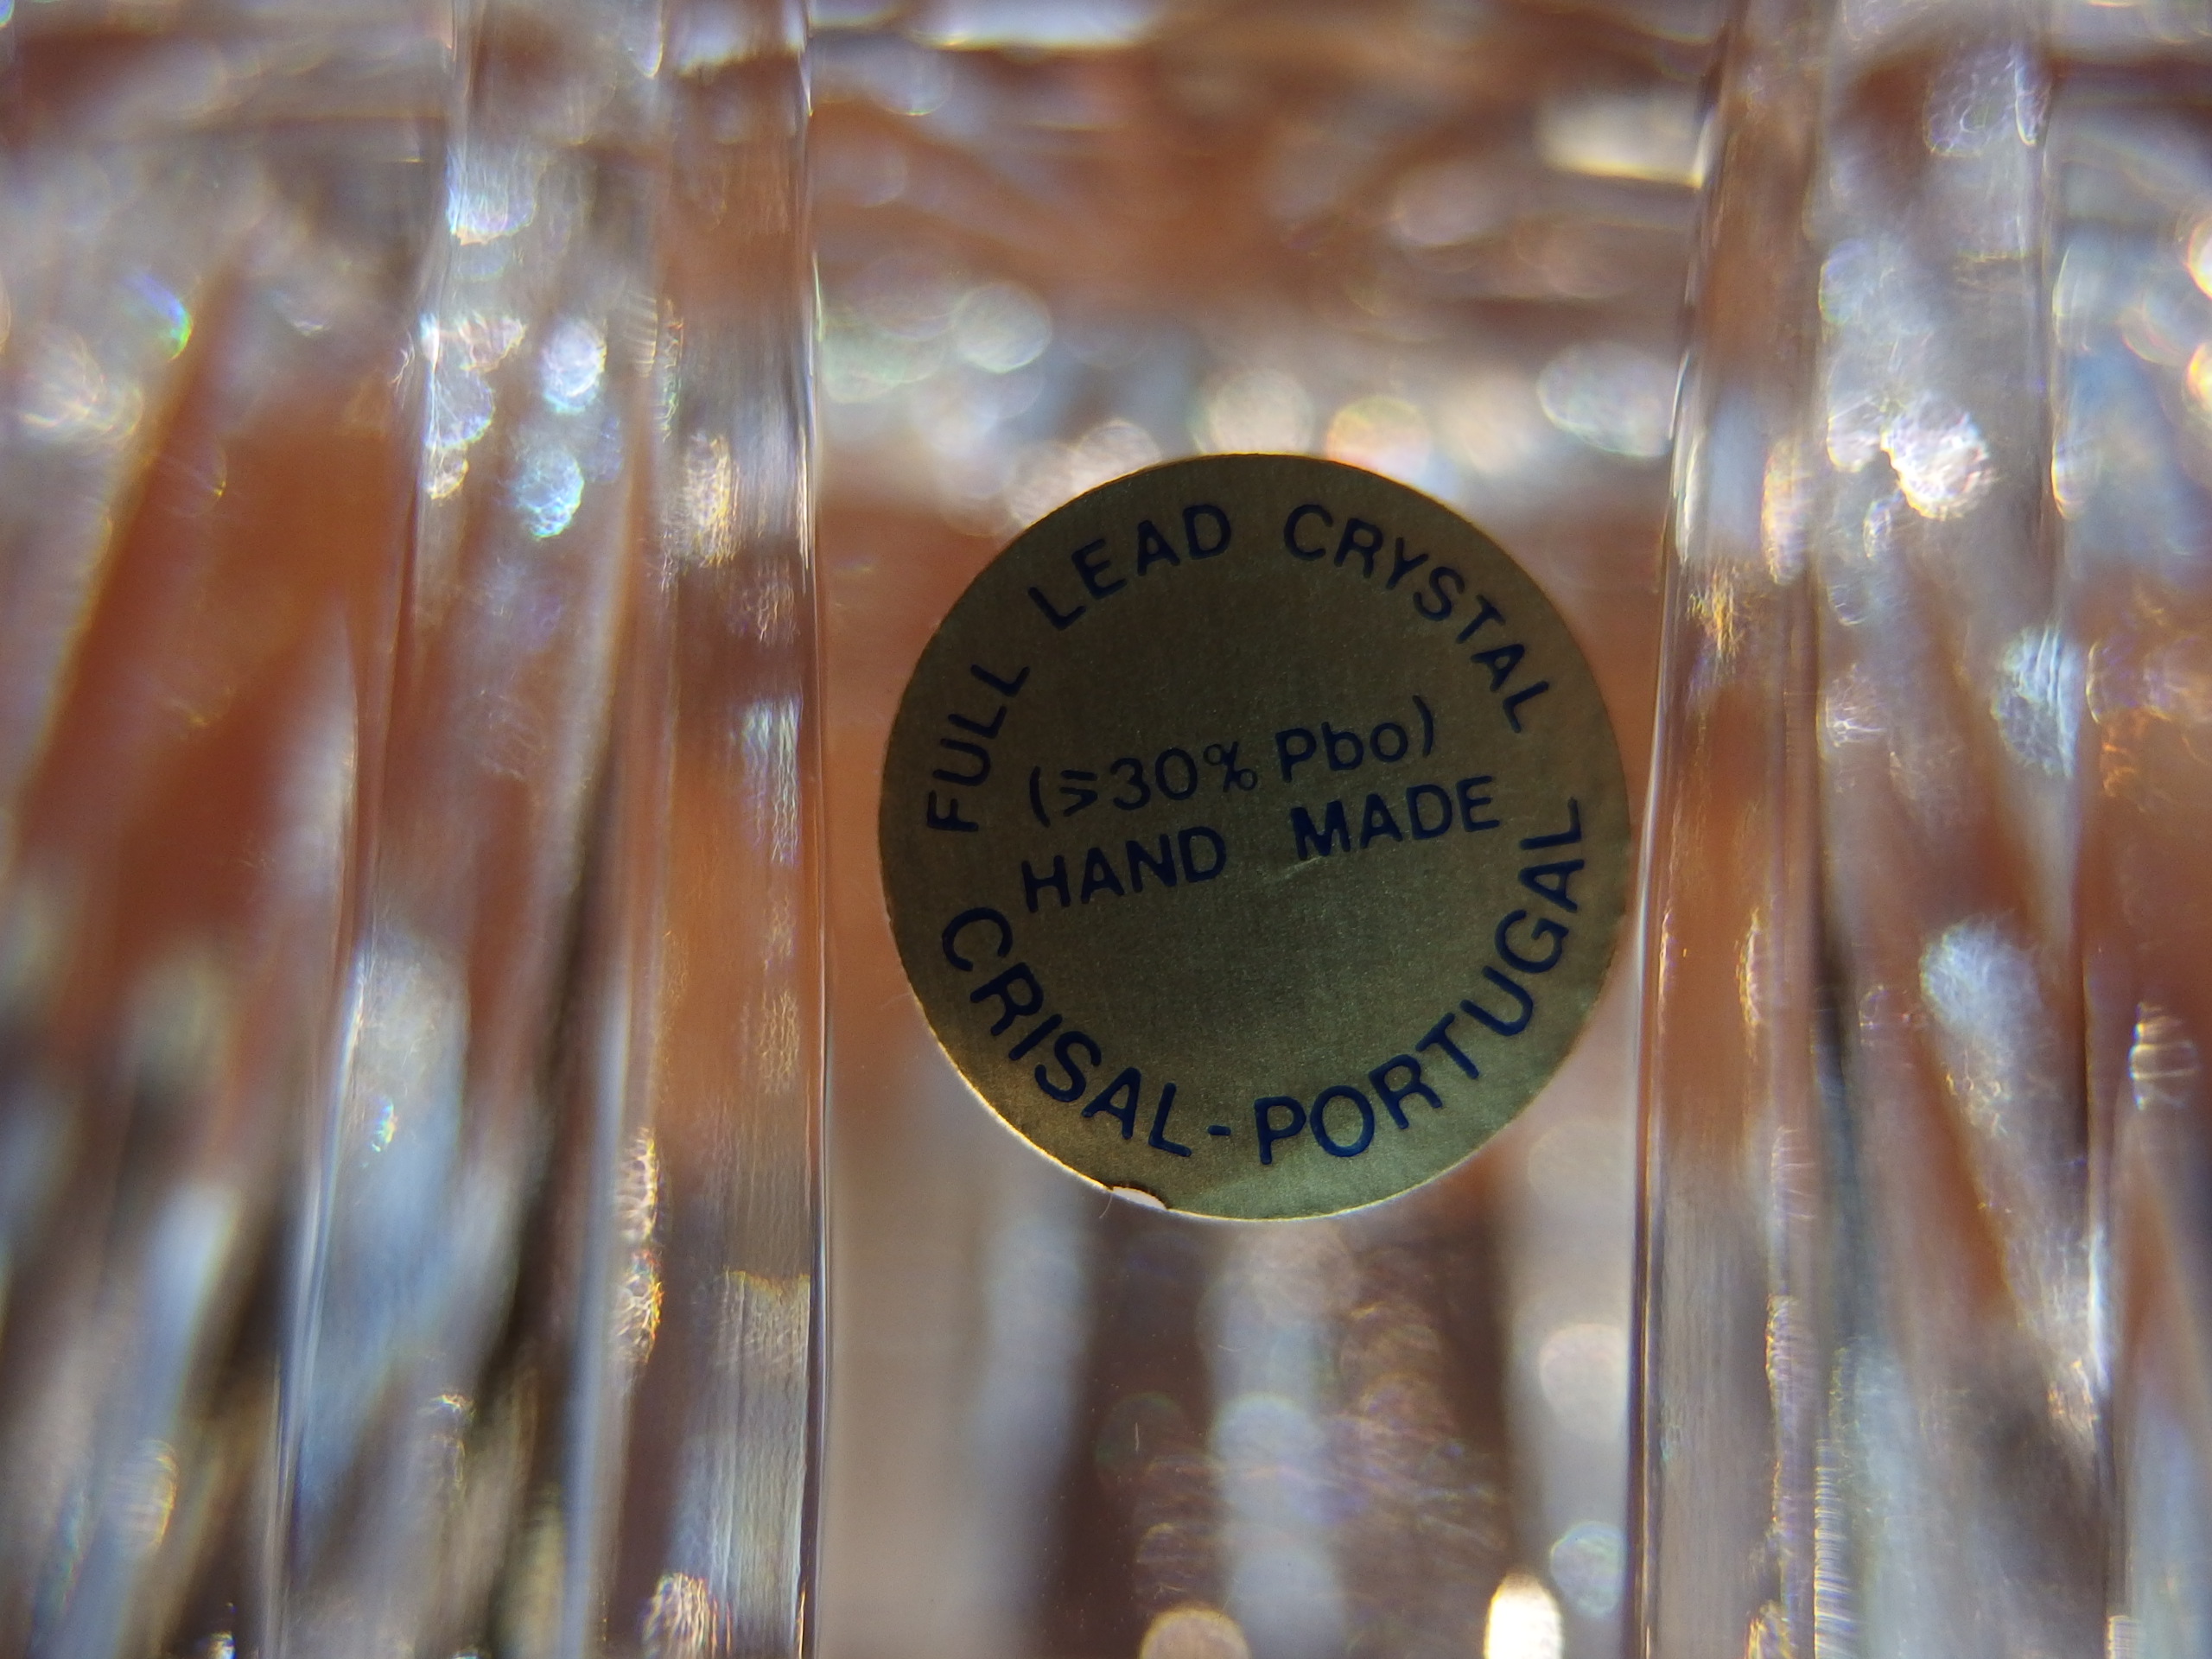 FULL LEAD CRYSTAL
(⩾30% Pbo)
HAND MADE
CRISAL-PORTUGAL